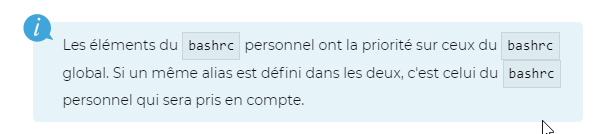 Les éléments du bashrc personnel ont la priorité sur ceux du bashrc
global. Si un même alias est défini dans les deux, c'est celui du bashrc
personnel qui sera pris en compte.